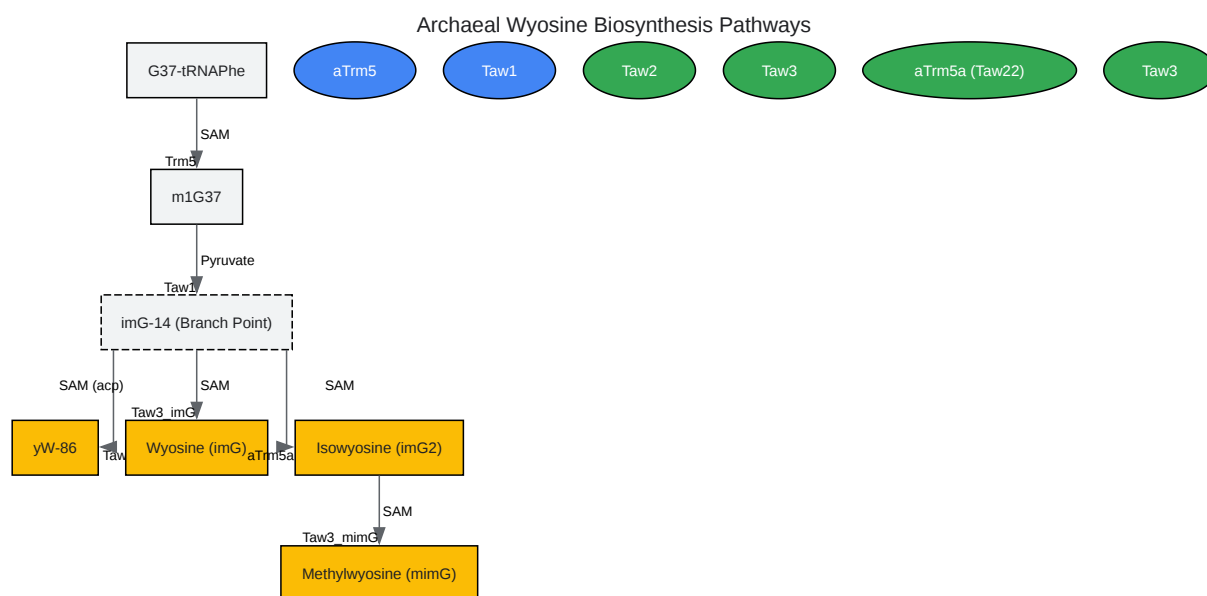 Archaeal Wyosine Biosynthesis Pathways
G37-tRNAPhe
aTrm5
Taw1
Taw2
Taw3
aTrm5a (Taw22)
Taw3
SAM
Trm5
m1G37
Pyruvate
Taw1
imG-14 (Branch Point)
SAM (acp)
SAM
SAM
Taw3_imG
yW-86
Taw
Wyosine (imG)
aTrm5a
Isowyosine (imG2)
SAM
Taw3_mimG
Methylwyosine (mimG)